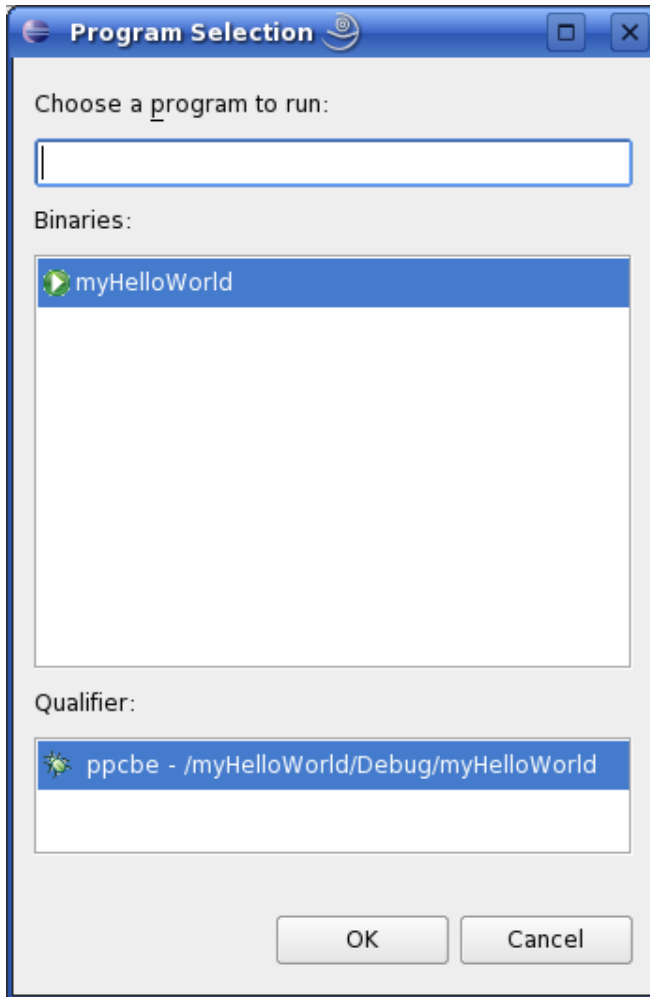 Program Selection
Choose a program to run:
Binaries:
myHelloWorld
Qualifier:
ppcbe - /myHelloWorld/Debug/myHelloWorld
OK
Cancel